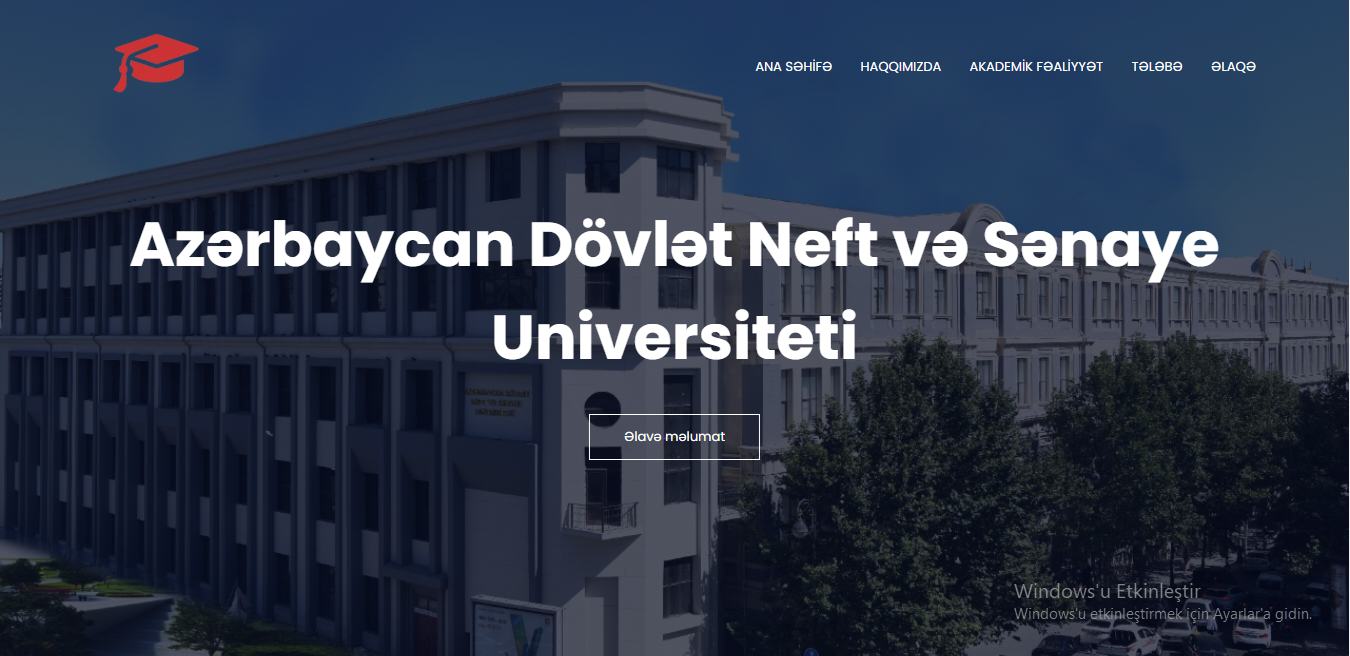 ANA SƏHİFƏ HAQQIMIZDA AKADEMİK FƏALİYYƏT TƏLƏBƏ ƏLAQƏ
Azərbaycan Dövlət Neft və Sənaye
Universiteti
Əlavə məlumat
Windows'u Etkinleştir
Windows'u etkinleştirmek için Ayarlar'a gidin.